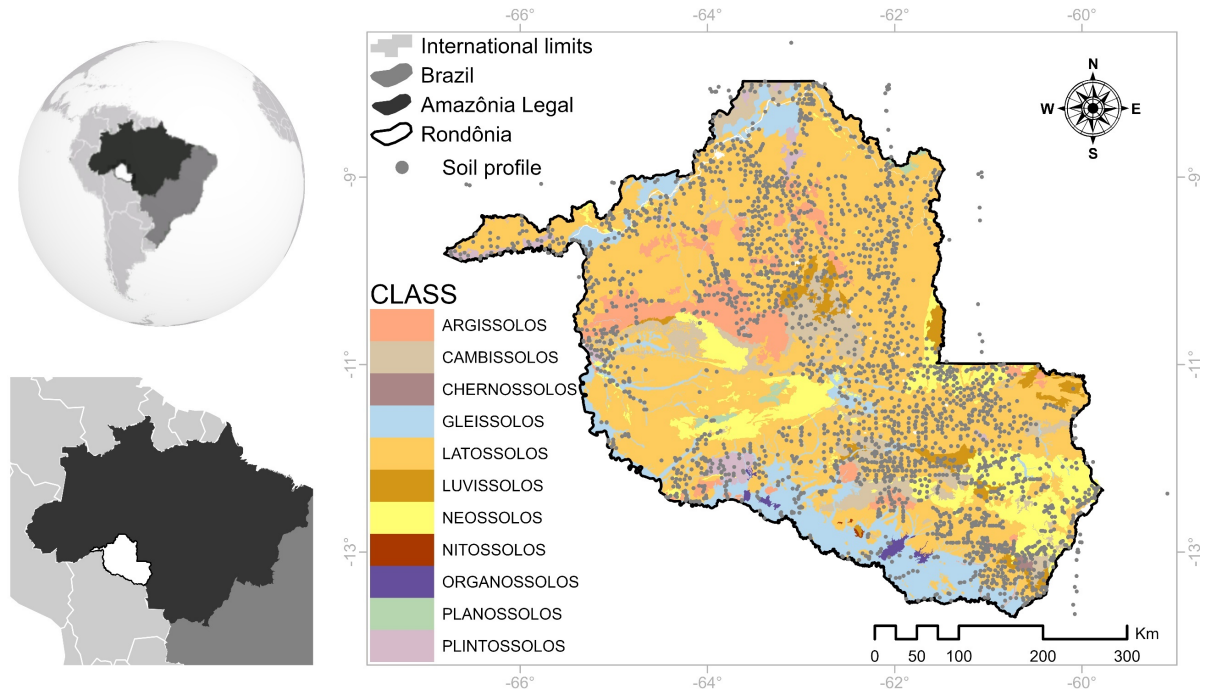 -66°
-64°
-62°
-60°
International limits
Brazil
Amazônia Legal
Rondônia
Soil profile
N
W
E
S
-9°
-9°
CLASS
ARGISSOLOS
CAMBISSOLOS
CHERNOSSOLOS
GLEISSOLOS
LATOSSOLOS
LUVISSOLOS
NEOSSOLOS
NITOSSOLOS
ORGANOSSOLOS
PLANOSSOLOS
PLINTOSSOLOS
-11°
-11°
-13°
-13°
Km
0 50 100 200 300
-66°
-64°
-62°
-60°